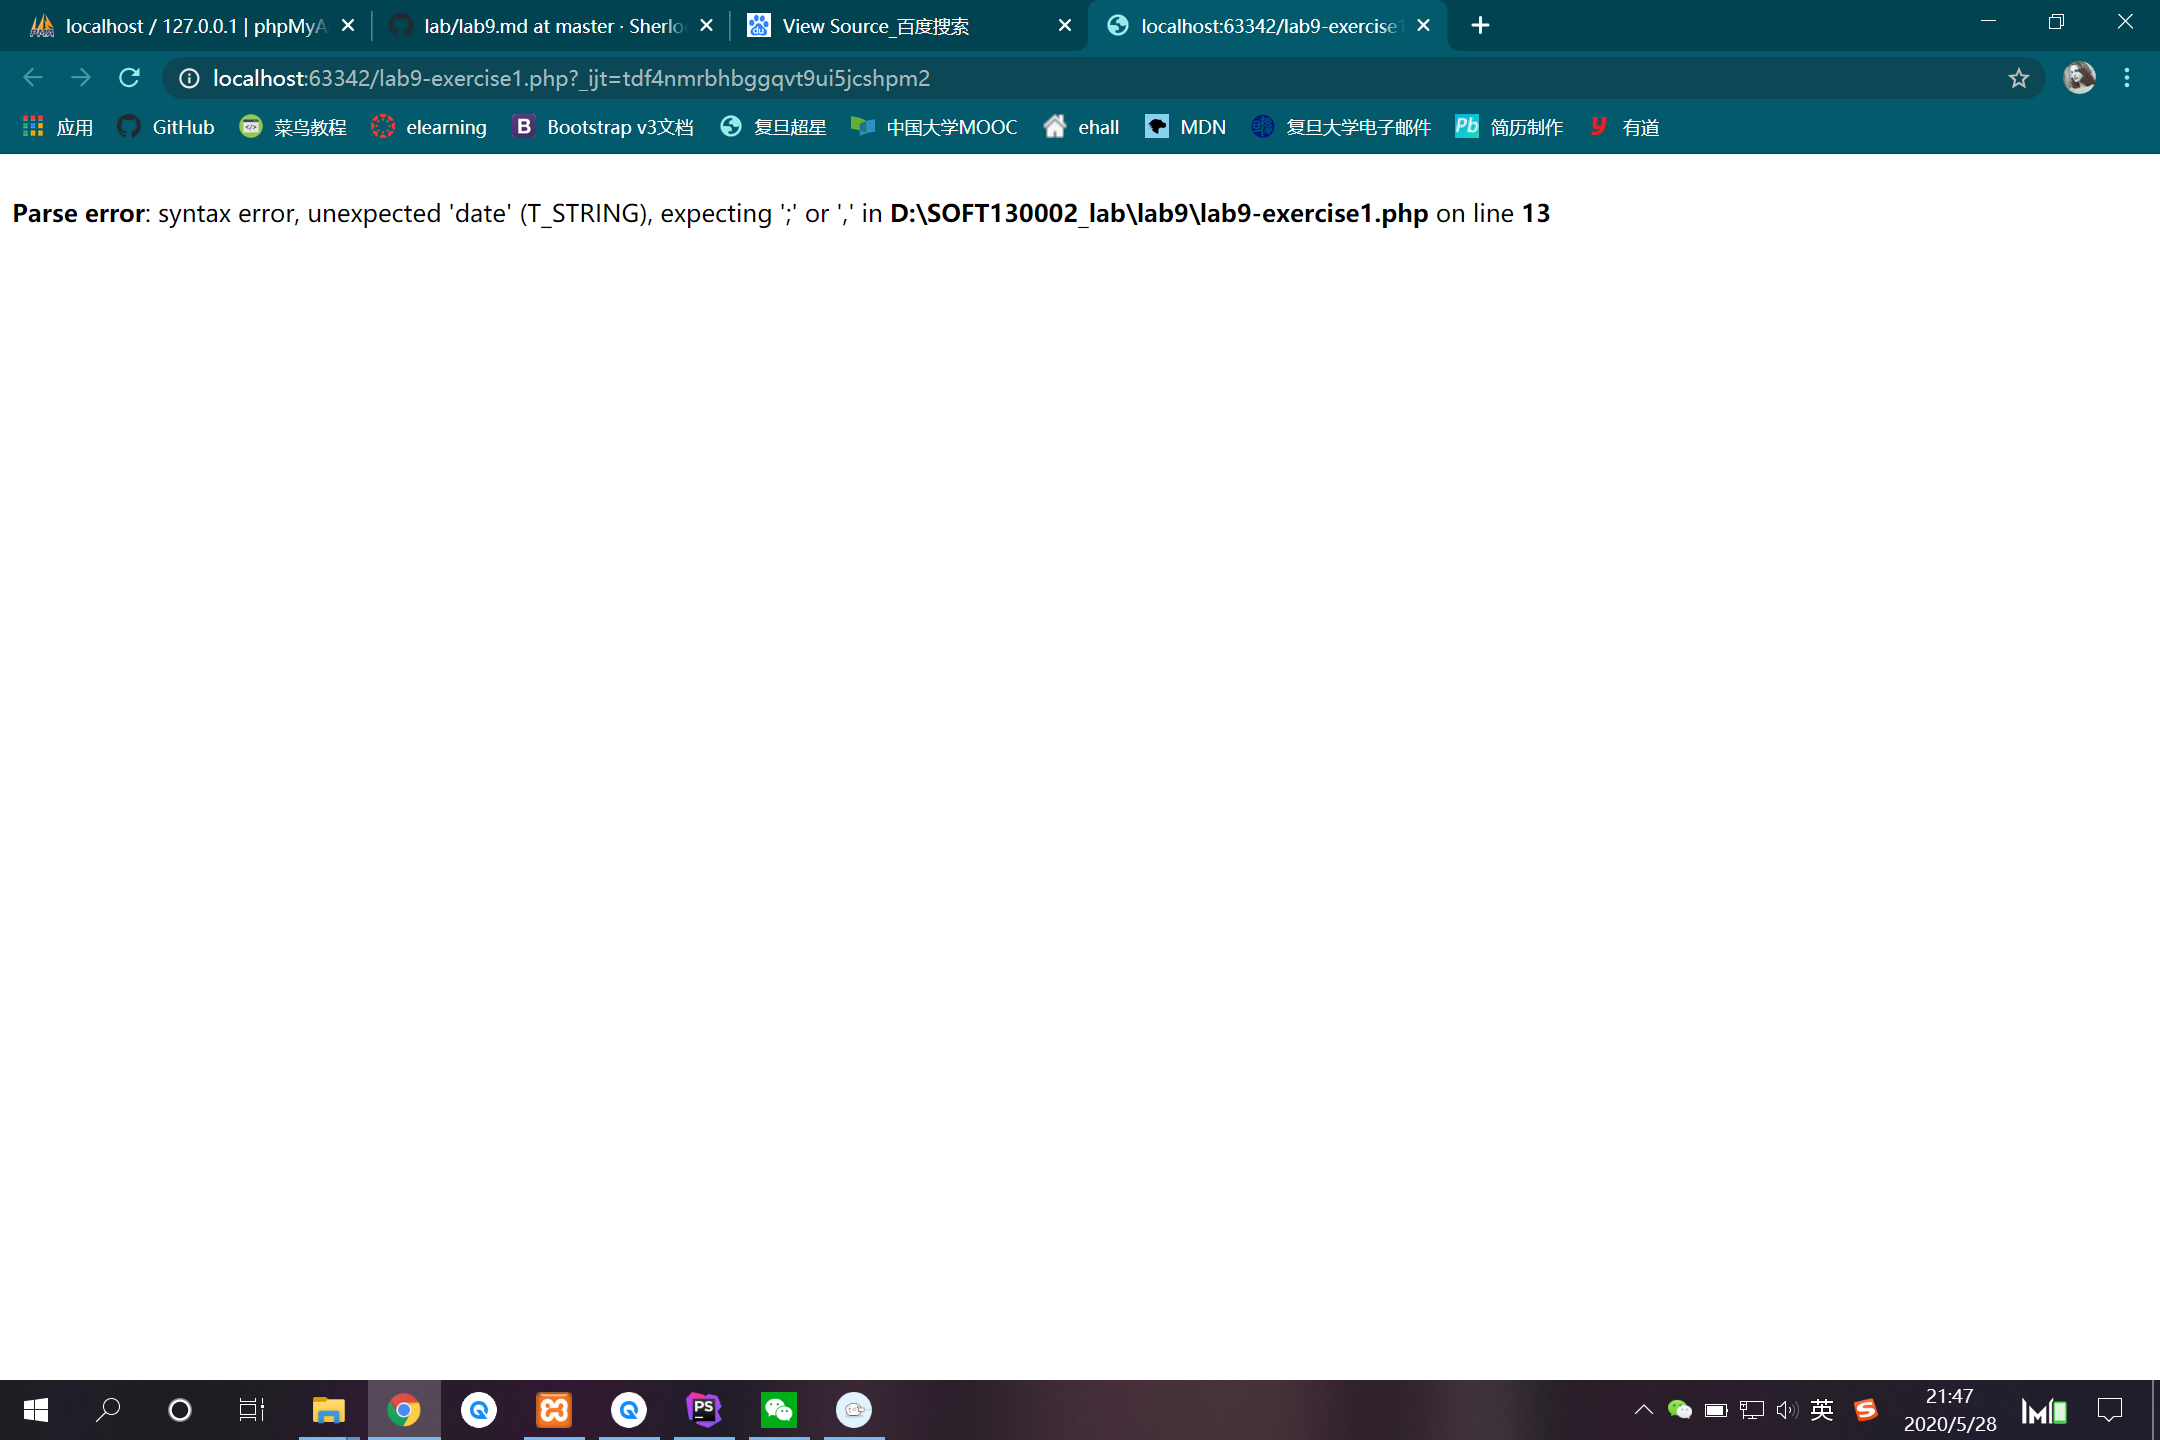 localhost / 127.0.0.1 | phpMyA
lab/lab9.md at master · Sherlo
View Source_百度搜索
localhost:63342/lab9-exercise1
localhost:63342/lab9-exercise1.php?_ijt=tdf4nmrbhbggqvt9ui5jcshpm2
应用 GitHub 菜鸟教程 elearning Bootstrap v3文档 复旦超星 中国大学MOOC ehall MDN 复旦大学电子邮件 简历制作 有道
Parse error: syntax error, unexpected 'date' (T_STRING), expecting ';' or ',' in D:\SOFT130002_lab\lab9\lab9-exercise1.php on line 13
英
21:47
2020/5/28